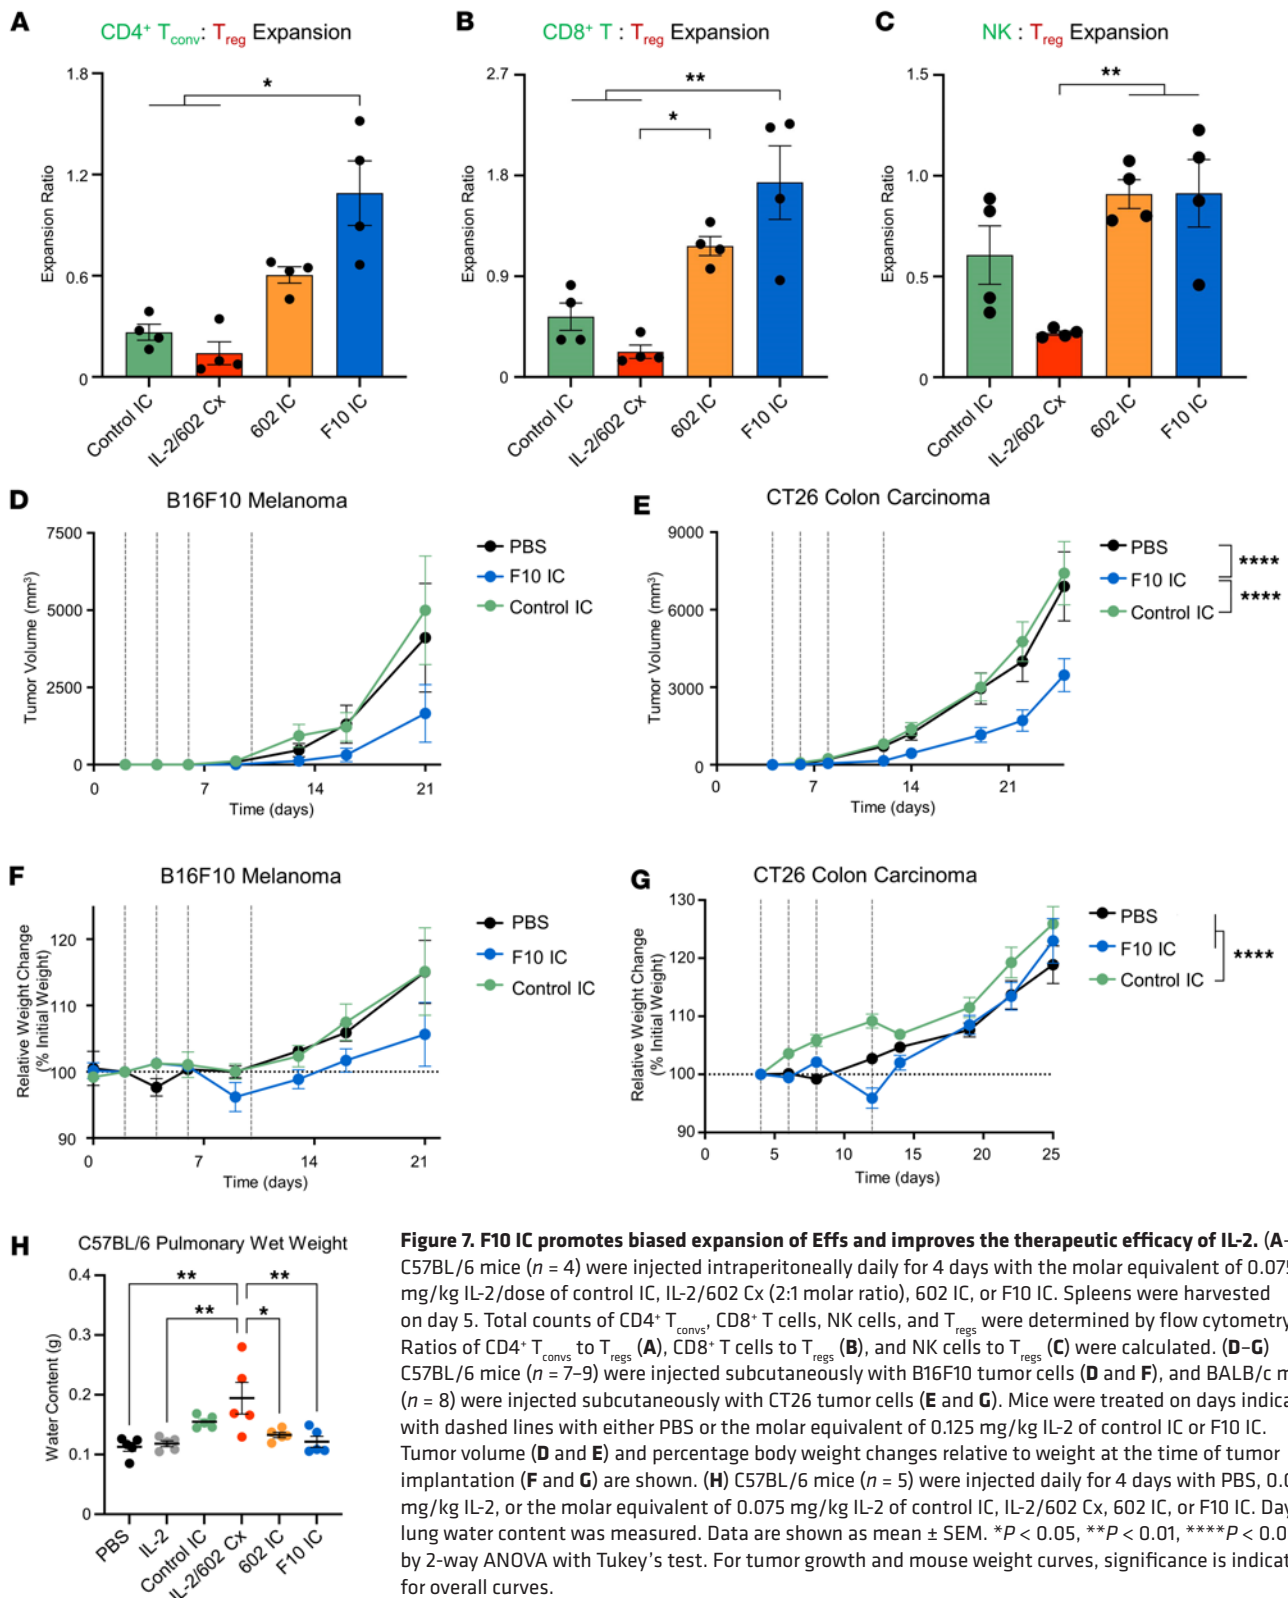 A
CD4+ Tconv: Treg Expansion
*
Expansion Ratio
1.8
1.2
0.6
0
Control IC
IL-2/602 Cx
602 IC
F10 IC
B
CD8+ T : Treg Expansion
**
*
Expansion Ratio
2.7
1.8
0.9
0
Control IC
IL-2/602 Cx
602 IC
F10 IC
C
NK : Treg Expansion
**
Expansion Ratio
1.5
1.0
0.5
0
Control IC
IL-2/602 Cx
602 IC
F10 IC
D
B16F10 Melanoma
Tumor Volume (mm³)
7500
5000
2500
0
0 7 14 21
Time (days)
PBS
F10 IC
Control IC
E
CT26 Colon Carcinoma
Tumor Volume (mm³)
9000
6000
3000
0
0 7 14 21
Time (days)
PBS
F10 IC
Control IC
****
****
F
B16F10 Melanoma
Relative Weight Change
(% Initial Weight)
120
110
100
90
0 7 14 21
Time (days)
PBS
F10 IC
Control IC
G
CT26 Colon Carcinoma
Relative Weight Change
(% Initial Weight)
130
120
110
100
90
0 5 10 15 20 25
Time (days)
PBS
F10 IC
Control IC
****
H
C57BL/6 Pulmonary Wet Weight
** **
** *
Water Content (g)
0.4
0.3
0.2
0.1
0.0
PBS
IL-2
Control IC
IL-2/602 Cx
602 IC
F10 IC
Figure 7. F10 IC promotes biased expansion of Effs and improves the therapeutic efficacy of IL-2. (A–
C57BL/6 mice (n = 4) were injected intraperitoneally daily for 4 days with the molar equivalent of 0.075
mg/kg IL-2/dose of control IC, IL-2/602 Cx (2:1 molar ratio), 602 IC, or F10 IC. Spleens were harvested
on day 5. Total counts of CD4+ Tconvs, CD8+ T cells, NK cells, and Tregs were determined by flow cytometry
Ratios of CD4+ Tconvs to Tregs (A), CD8+ T cells to Tregs (B), and NK cells to Tregs (C) were calculated. (D–G)
C57BL/6 mice (n = 7–9) were injected subcutaneously with B16F10 tumor cells (D and F), and BALB/c m
(n = 8) were injected subcutaneously with CT26 tumor cells (E and G). Mice were treated on days indica
with dashed lines with either PBS or the molar equivalent of 0.125 mg/kg IL-2 of control IC or F10 IC.
Tumor volume (D and E) and percentage body weight changes relative to weight at the time of tumor
implantation (F and G) are shown. (H) C57BL/6 mice (n = 5) were injected daily for 4 days with PBS, 0.0
mg/kg IL-2, or the molar equivalent of 0.075 mg/kg IL-2 of control IC, IL-2/602 Cx, 602 IC, or F10 IC. Day
lung water content was measured. Data are shown as mean ± SEM. *P < 0.05, **P < 0.01, ****P < 0.0
by 2-way ANOVA with Tukey's test. For tumor growth and mouse weight curves, significance is indicat
for overall curves.